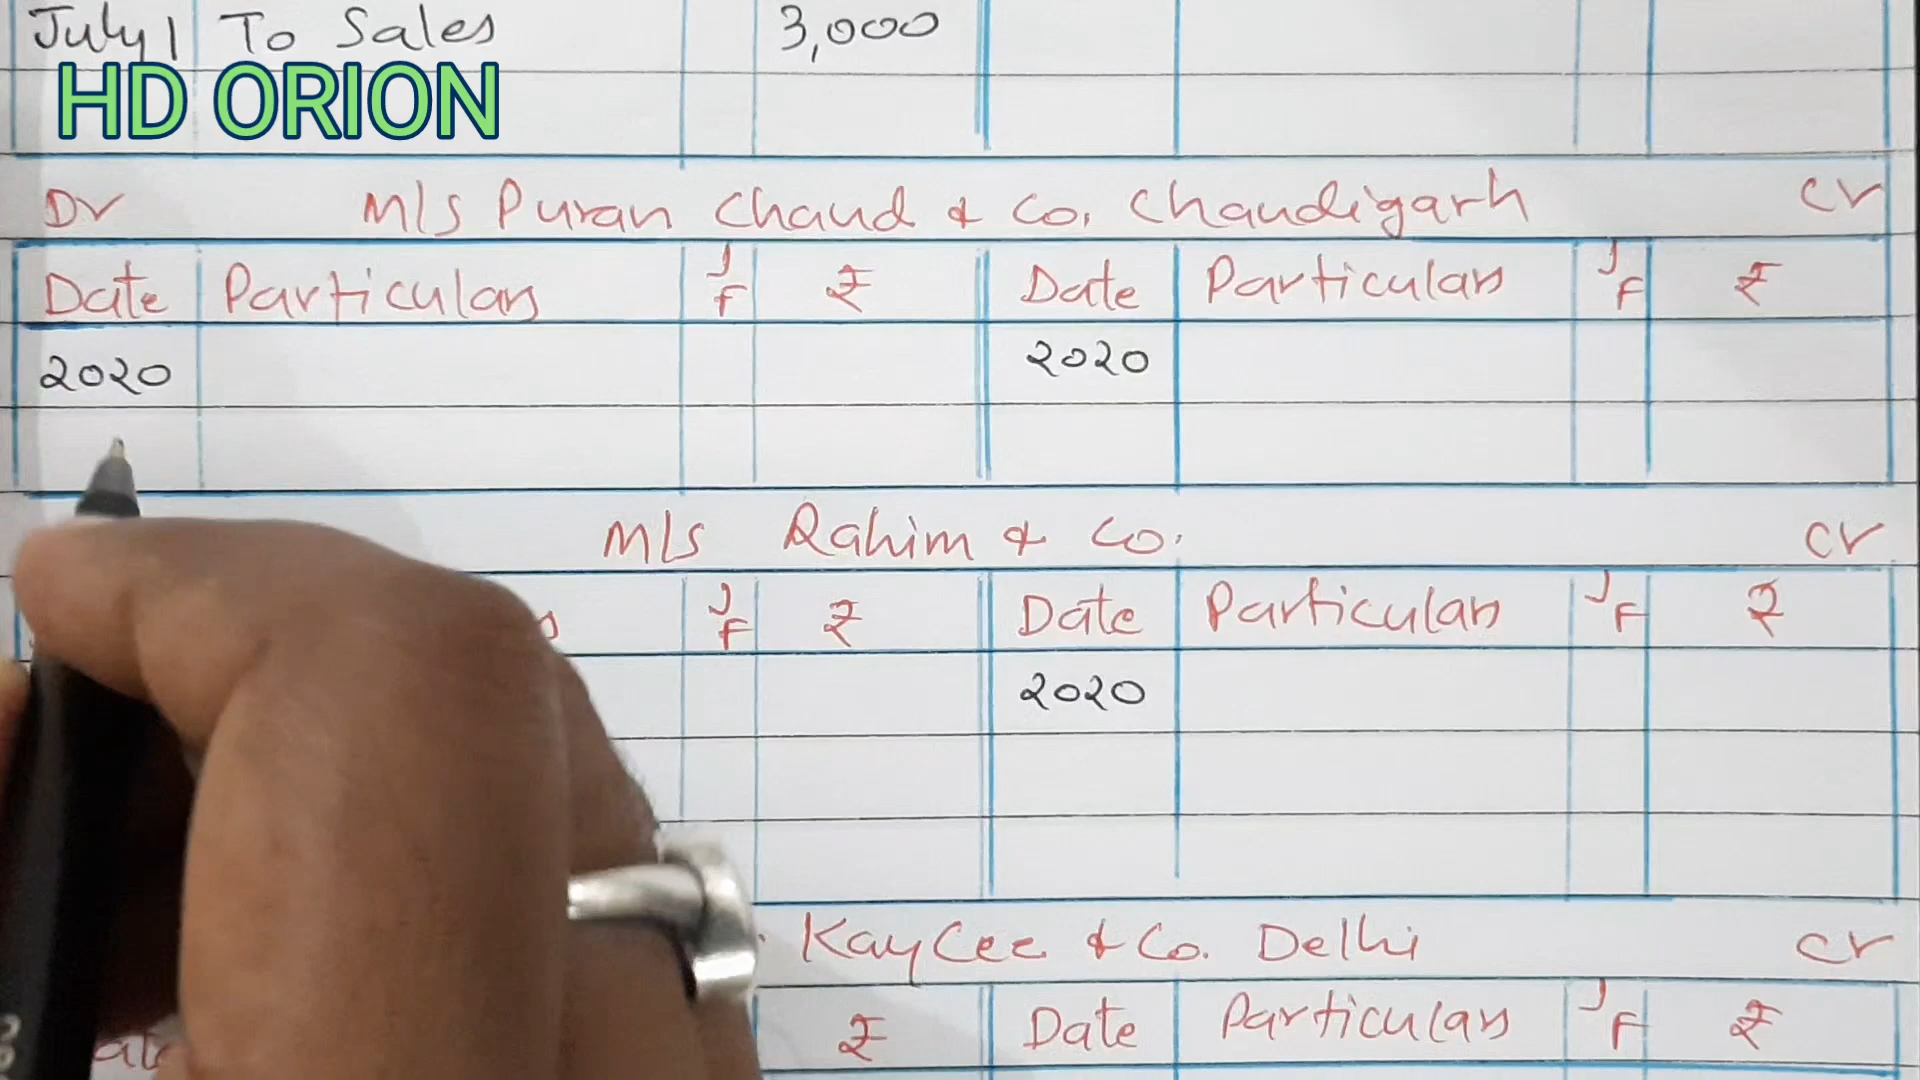 July 1 To Sales 3,000
HD ORION
Dr M/s Puran Chand & Co. Chandigarh Cr
Date Particulars J F ₹ Date Particulars J F ₹
2020 2020
M/s Rahim & Co. Cr
J F ₹ Date Particulars J F ₹
2020
Kay Cee & Co. Delhi Cr
₹ Date Particulars J F ₹